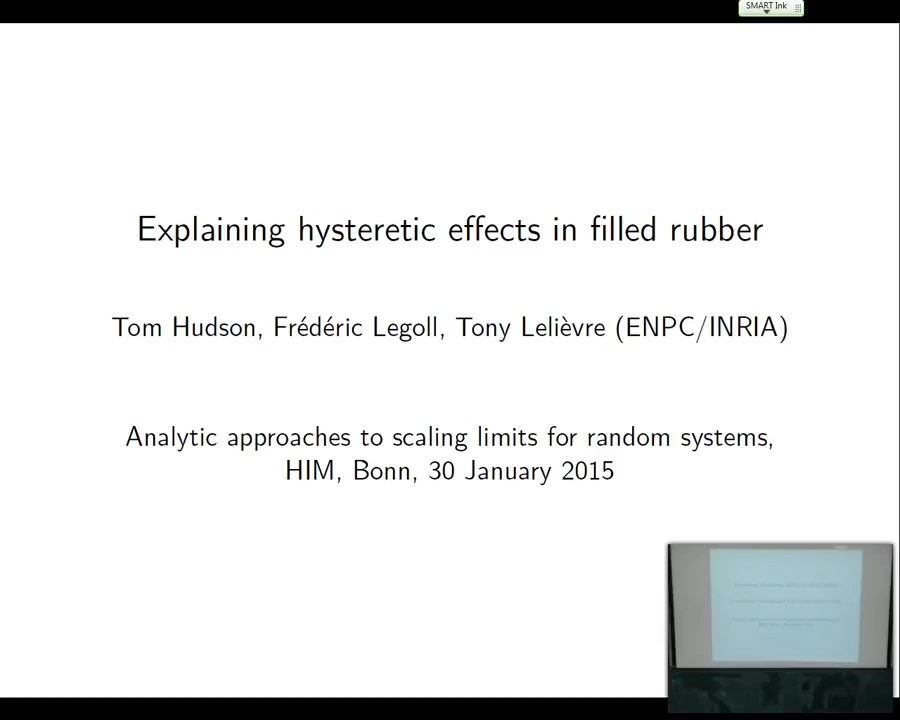 SMART Ink
Explaining hysteretic effects in filled rubber
Tom Hudson, Frédéric Legoll, Tony Lelièvre (ENPC/INRIA)
Analytic approaches to scaling limits for random systems,
HIM, Bonn, 30 January 2015